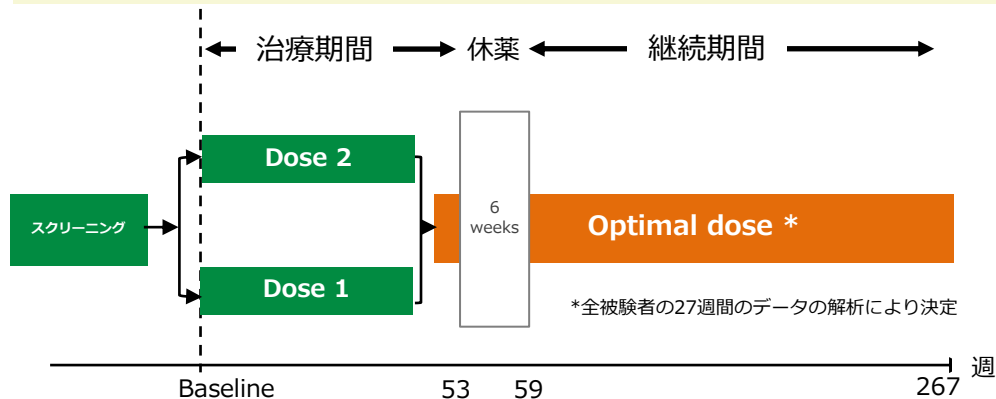 治療期間
休薬
継続期間
Dose 2
スクリーニング
6
weeks
Optimal dose *
Dose 1
*全被験者の27週間のデータの解析により決定
週
Baseline
53
59
267